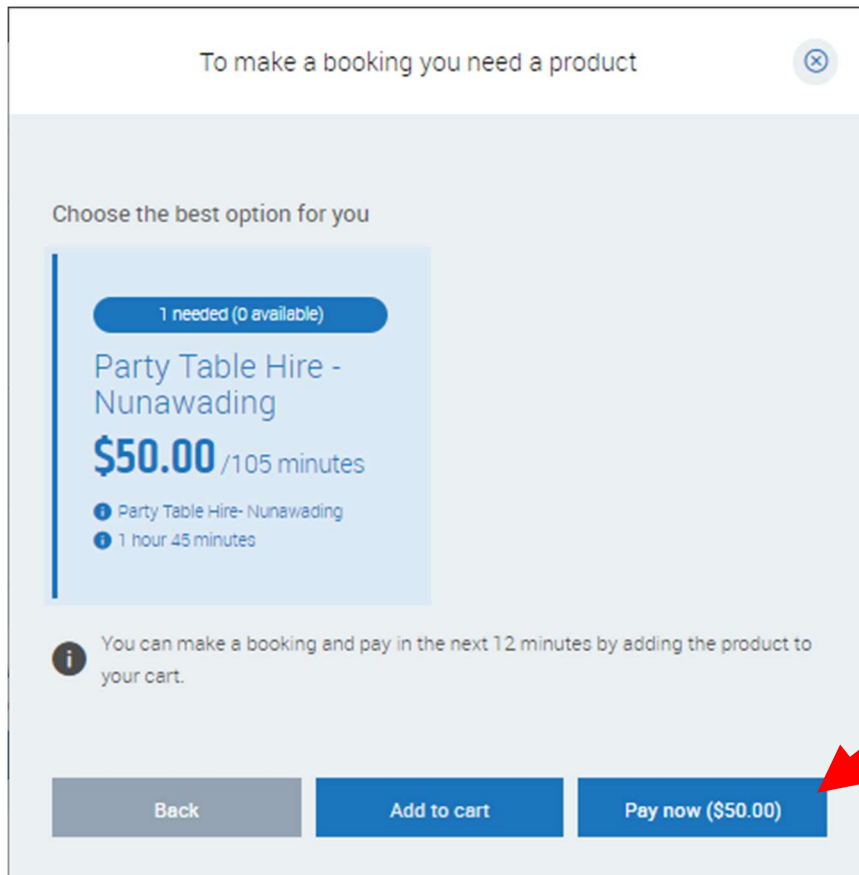 To make a booking you need a product
Choose the best option for you
1 needed (0 available)
Party Table Hire -
Nunawading
$50.00 /105 minutes
Party Table Hire- Nunawading
1 hour 45 minutes
You can make a booking and pay in the next 12 minutes by adding the product to
your cart.
Back
Add to cart
Pay now ($50.00)